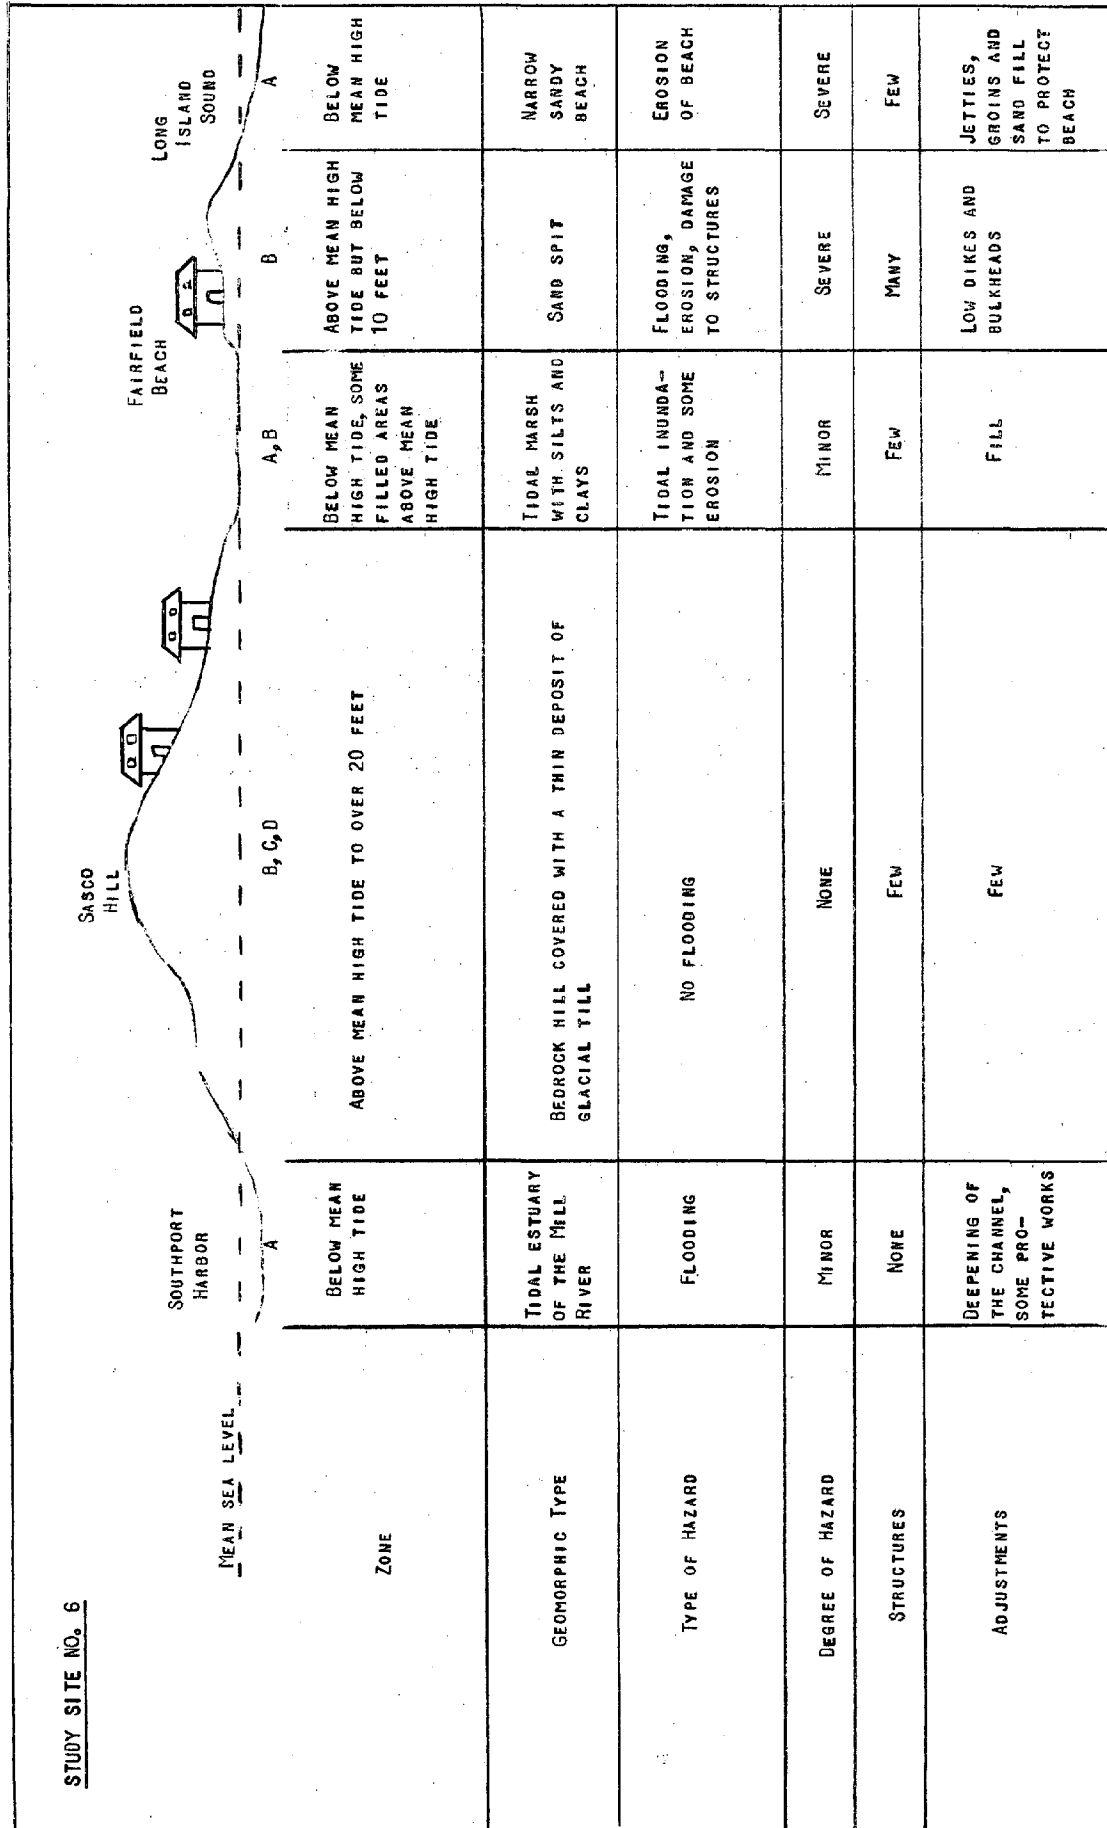 STUDY SITE NO. 6
SOUTHPORT
HARBOR
SASCO
HILL
FAIRFIELD
BEACH
LONG
ISLAND
SOUND
MEAN SEA LEVEL
A
B, C, D
A, B
B
A
ZONE
BELOW MEAN
HIGH TIDE
ABOVE MEAN HIGH TIDE TO OVER 20 FEET
BELOW MEAN
HIGH TIDE, SOME
FILLED AREAS
ABOVE MEAN
HIGH TIDE
ABOVE MEAN HIGH
TIDE BUT BELOW
10 FEET
BELOW
MEAN HIGH
TIDE
GEOMORPHIC TYPE
TIDAL ESTUARY
OF THE MILL
RIVER
BEDROCK HILL COVERED WITH A THIN DEPOSIT OF
GLACIAL TILL
TIDAL MARSH
WITH SILTS AND
CLAYS
SAND SPIT
NARROW
SANDY
BEACH
TYPE OF HAZARD
FLOODING
NO FLOODING
TIDAL INUNDA-
TION AND SOME
EROSION
FLOODING,
EROSION, DAMAGE
TO STRUCTURES
EROSION
OF BEACH
DEGREE OF HAZARD
MINOR
NONE
MINOR
SEVERE
SEVERE
STRUCTURES
NONE
FEW
FEW
MANY
FEW
ADJUSTMENTS
DEEPENING OF
THE CHANNEL,
SOME PRO-
TECTIVE WORKS
FEW
FILL
LOW DIKES AND
BULKHEADS
JETTIES,
GROINS AND
SAND FILL
TO PROTECT
BEACH